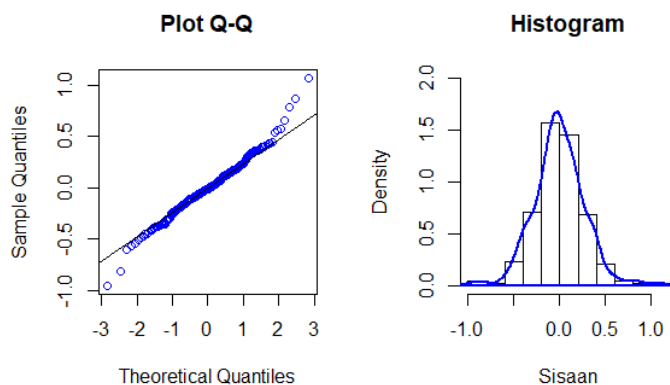 Plot Q-Q
Sample Quantiles
1.0
0.5
0.0
-0.5
-1.0
-3 -2 -1 0 1 2 3
Theoretical Quantiles
Histogram
Density
2.0
1.5
1.0
0.5
0.0
-1.0 0.0 0.5 1.0
Sisaan